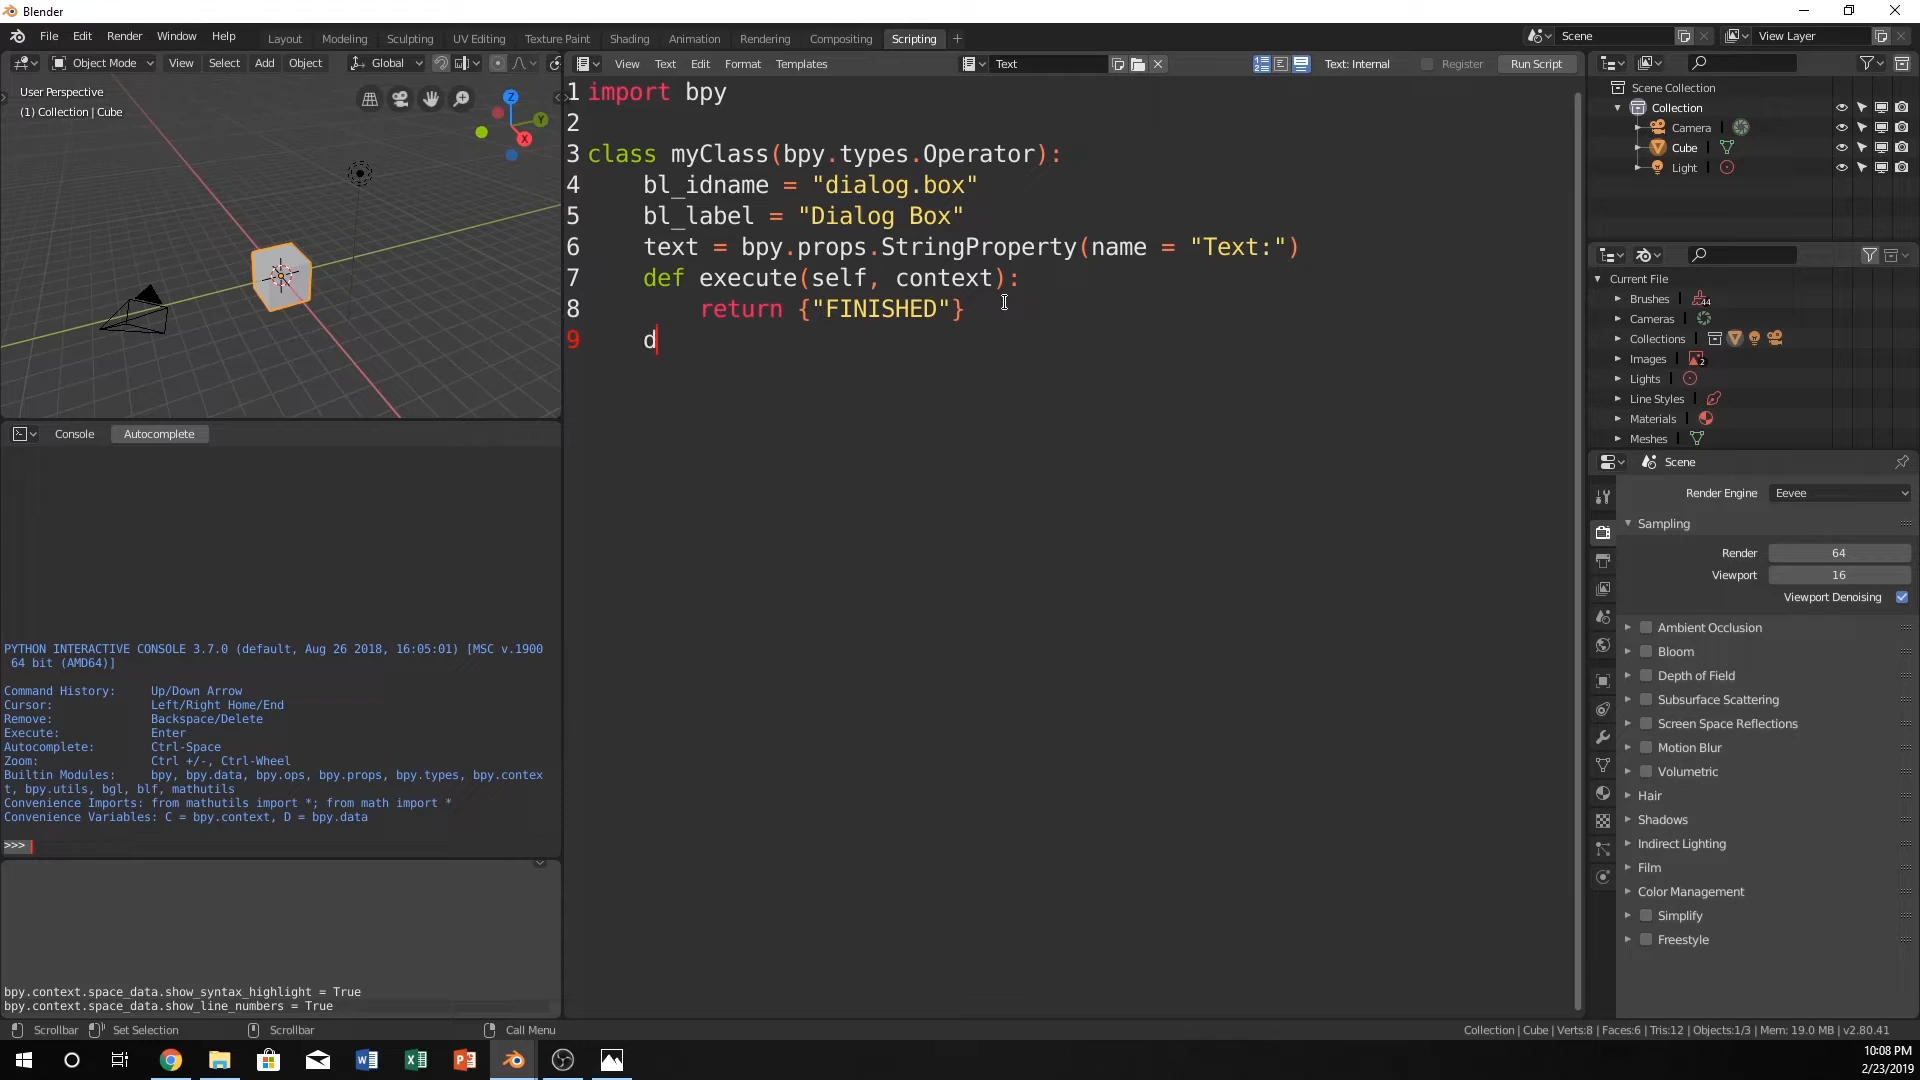 Blender
File Edit Render Window Help Layout Modeling Sculpting UV Editing Texture Paint Shading Animation Rendering Compositing Scripting + Scene View Layer
Object Mode View Select Add Object Global
View Text Edit Format Templates Text Text: Internal Register Run Script
User Perspective
(1) Collection | Cube
Z
Y
X
1 import bpy
2
3 class myClass(bpy.types.Operator):
4 bl_idname = "dialog.box"
5 bl_label = "Dialog Box"
6 text = bpy.props.StringProperty(name = "Text:")
7 def execute(self, context):
8 return {"FINISHED"}
9 d
Scene Collection
Collection
Camera
Cube
Light
Current File
Brushes 44
Cameras
Collections
Images 2
Lights
Line Styles
Materials
Meshes
Scene
Render Engine Eevee
Sampling
Render 64
Viewport 16
Viewport Denoising
Ambient Occlusion
Bloom
Depth of Field
Subsurface Scattering
Screen Space Reflections
Motion Blur
Volumetric
Hair
Shadows
Indirect Lighting
Film
Color Management
Simplify
Freestyle
Console Autocomplete
PYTHON INTERACTIVE CONSOLE 3.7.0 (default, Aug 26 2018, 16:05:01) [MSC v.1900
64 bit (AMD64)]
Command History: Up/Down Arrow
Cursor: Left/Right Home/End
Remove: Backspace/Delete
Execute: Enter
Autocomplete: Ctrl-Space
Zoom: Ctrl +/-, Ctrl-Wheel
Builtin Modules: bpy, bpy.data, bpy.ops, bpy.props, bpy.types, bpy.contex
t, bpy.utils, bgl, blf, mathutils
Convenience Imports: from mathutils import *; from math import *
Convenience Variables: C = bpy.context, D = bpy.data
>>>
bpy.context.space_data.show_syntax_highlight = True
bpy.context.space_data.show_line_numbers = True
Scrollbar Set Selection Scrollbar Call Menu
Collection | Cube | Verts:8 | Faces:6 | Tris:12 | Objects:1/3 | Mem: 19.0 MB | v2.80.41
10:08 PM
2/23/2019